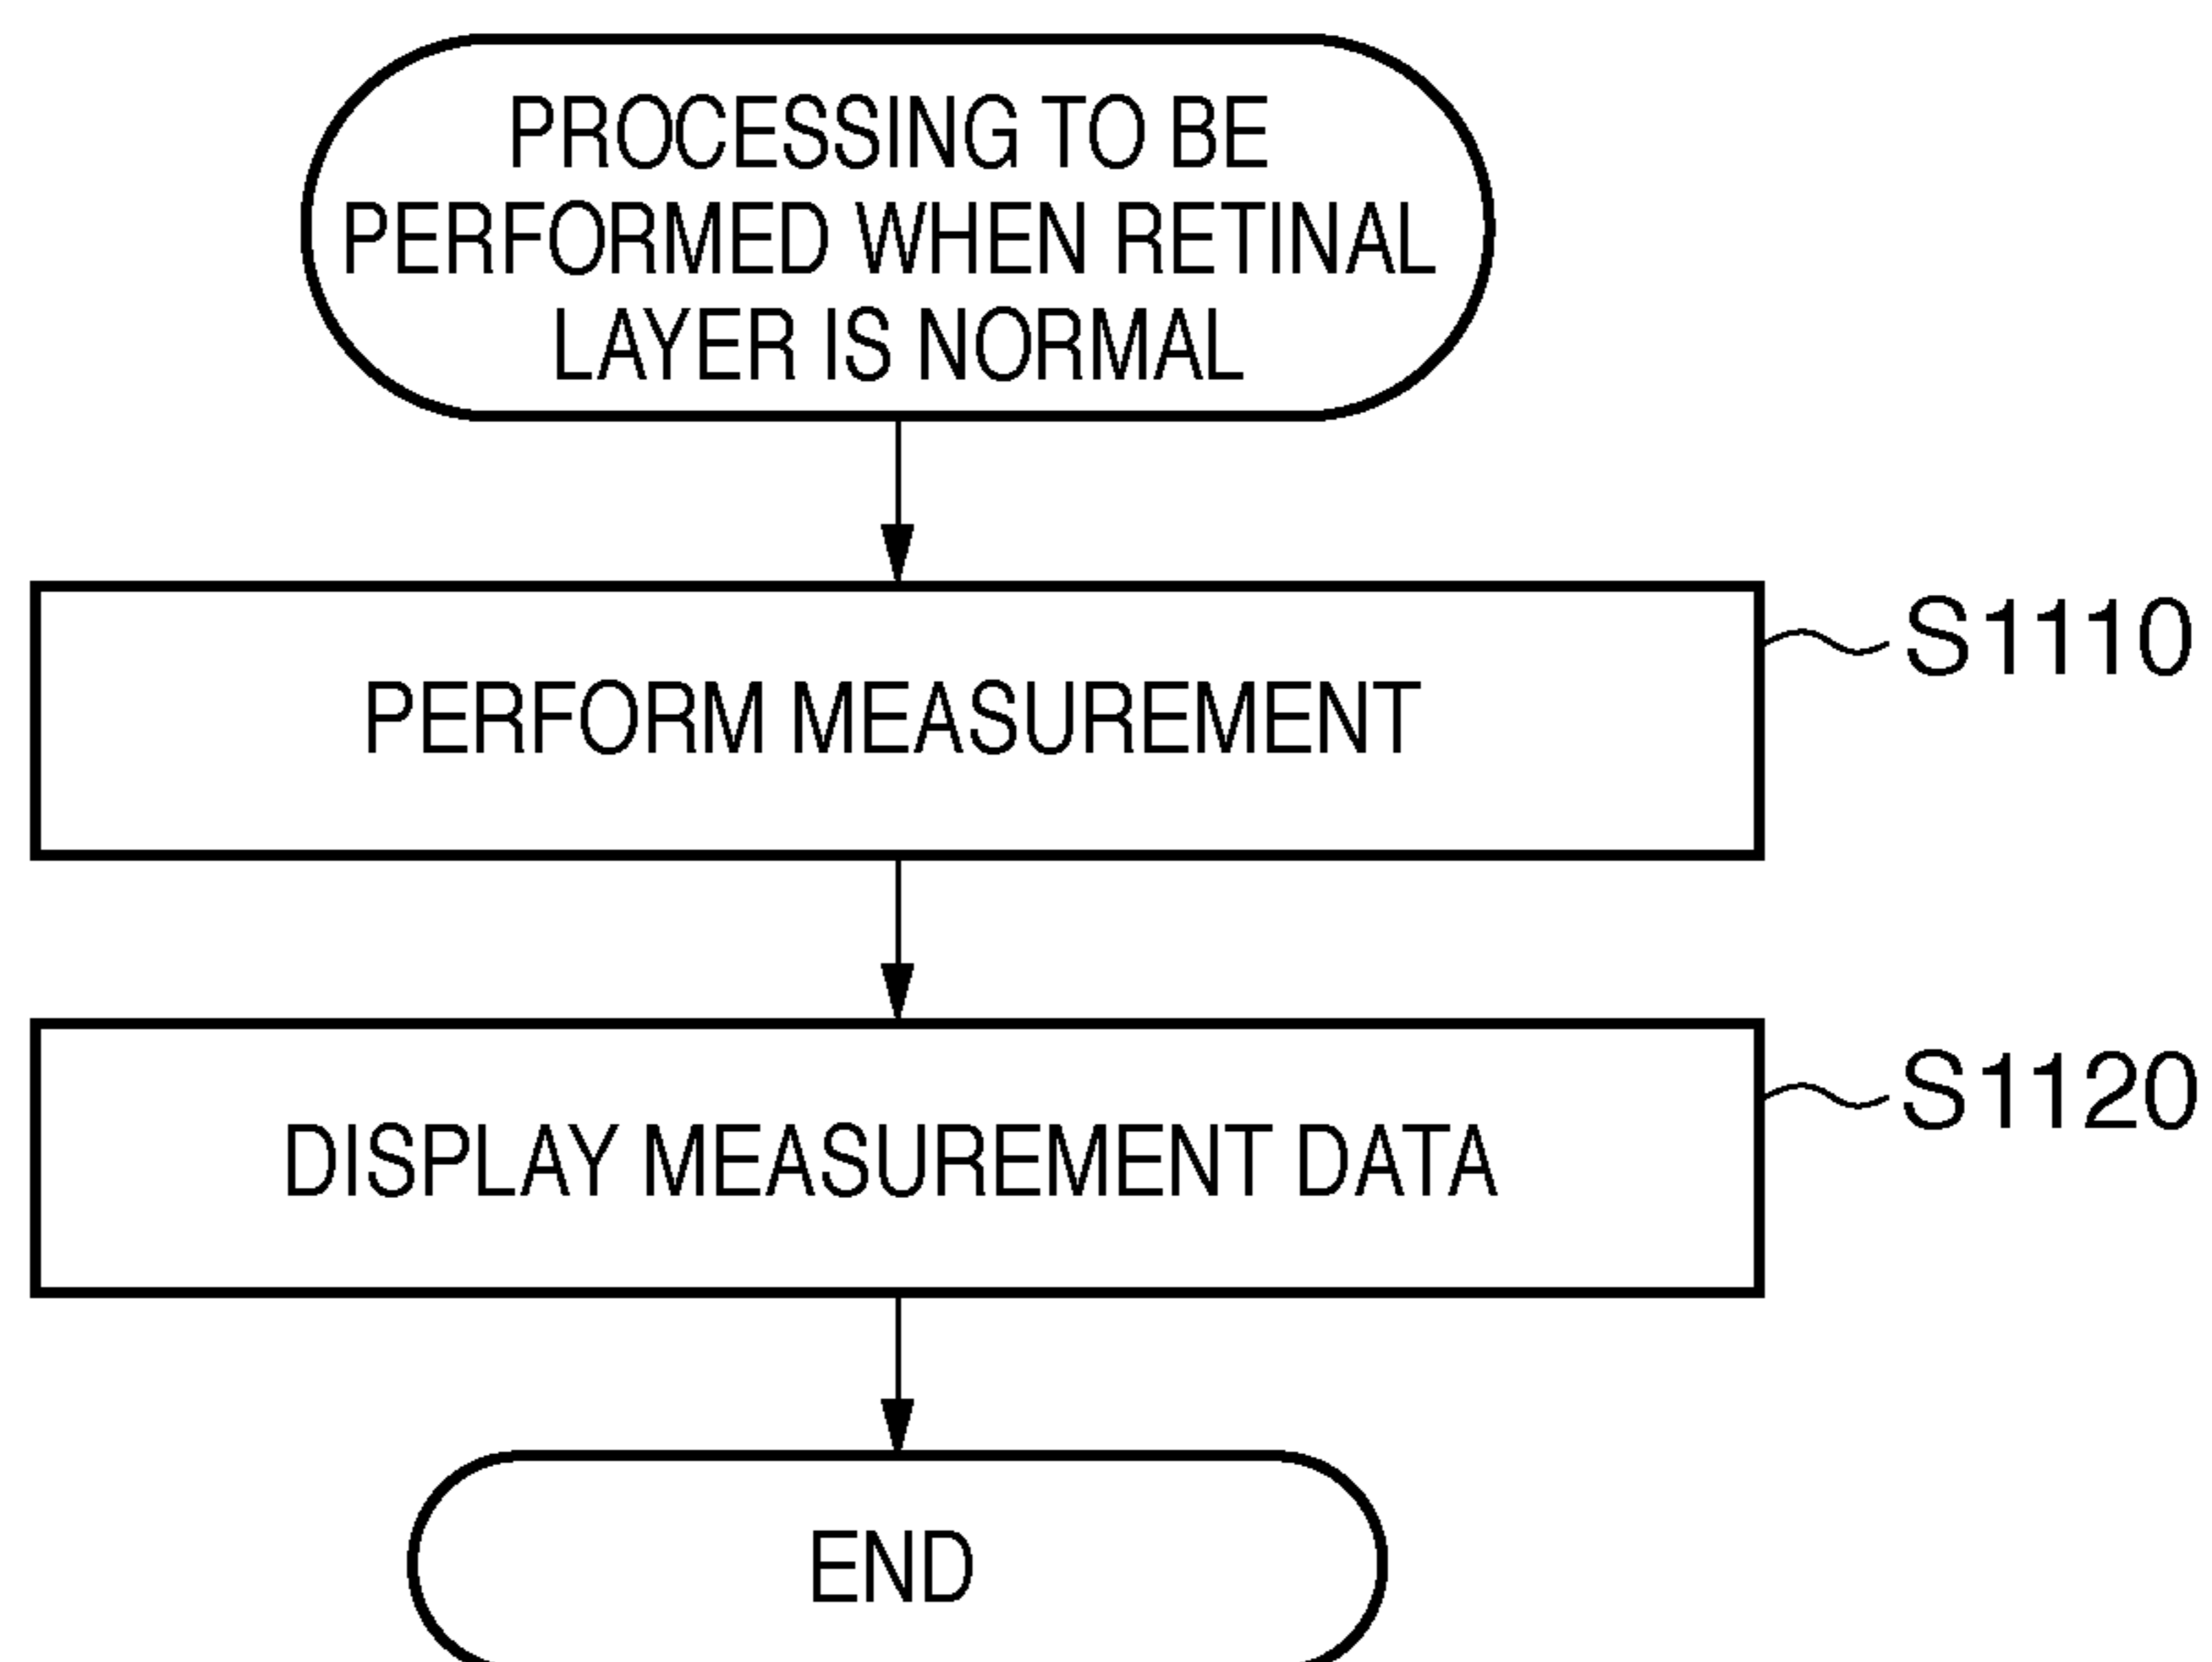 PROCESSING TO BE
PERFORMED WHEN RETINAL
LAYER IS NORMAL
PERFORM MEASUREMENT
S1110
DISPLAY MEASUREMENT DATA
S1120
END